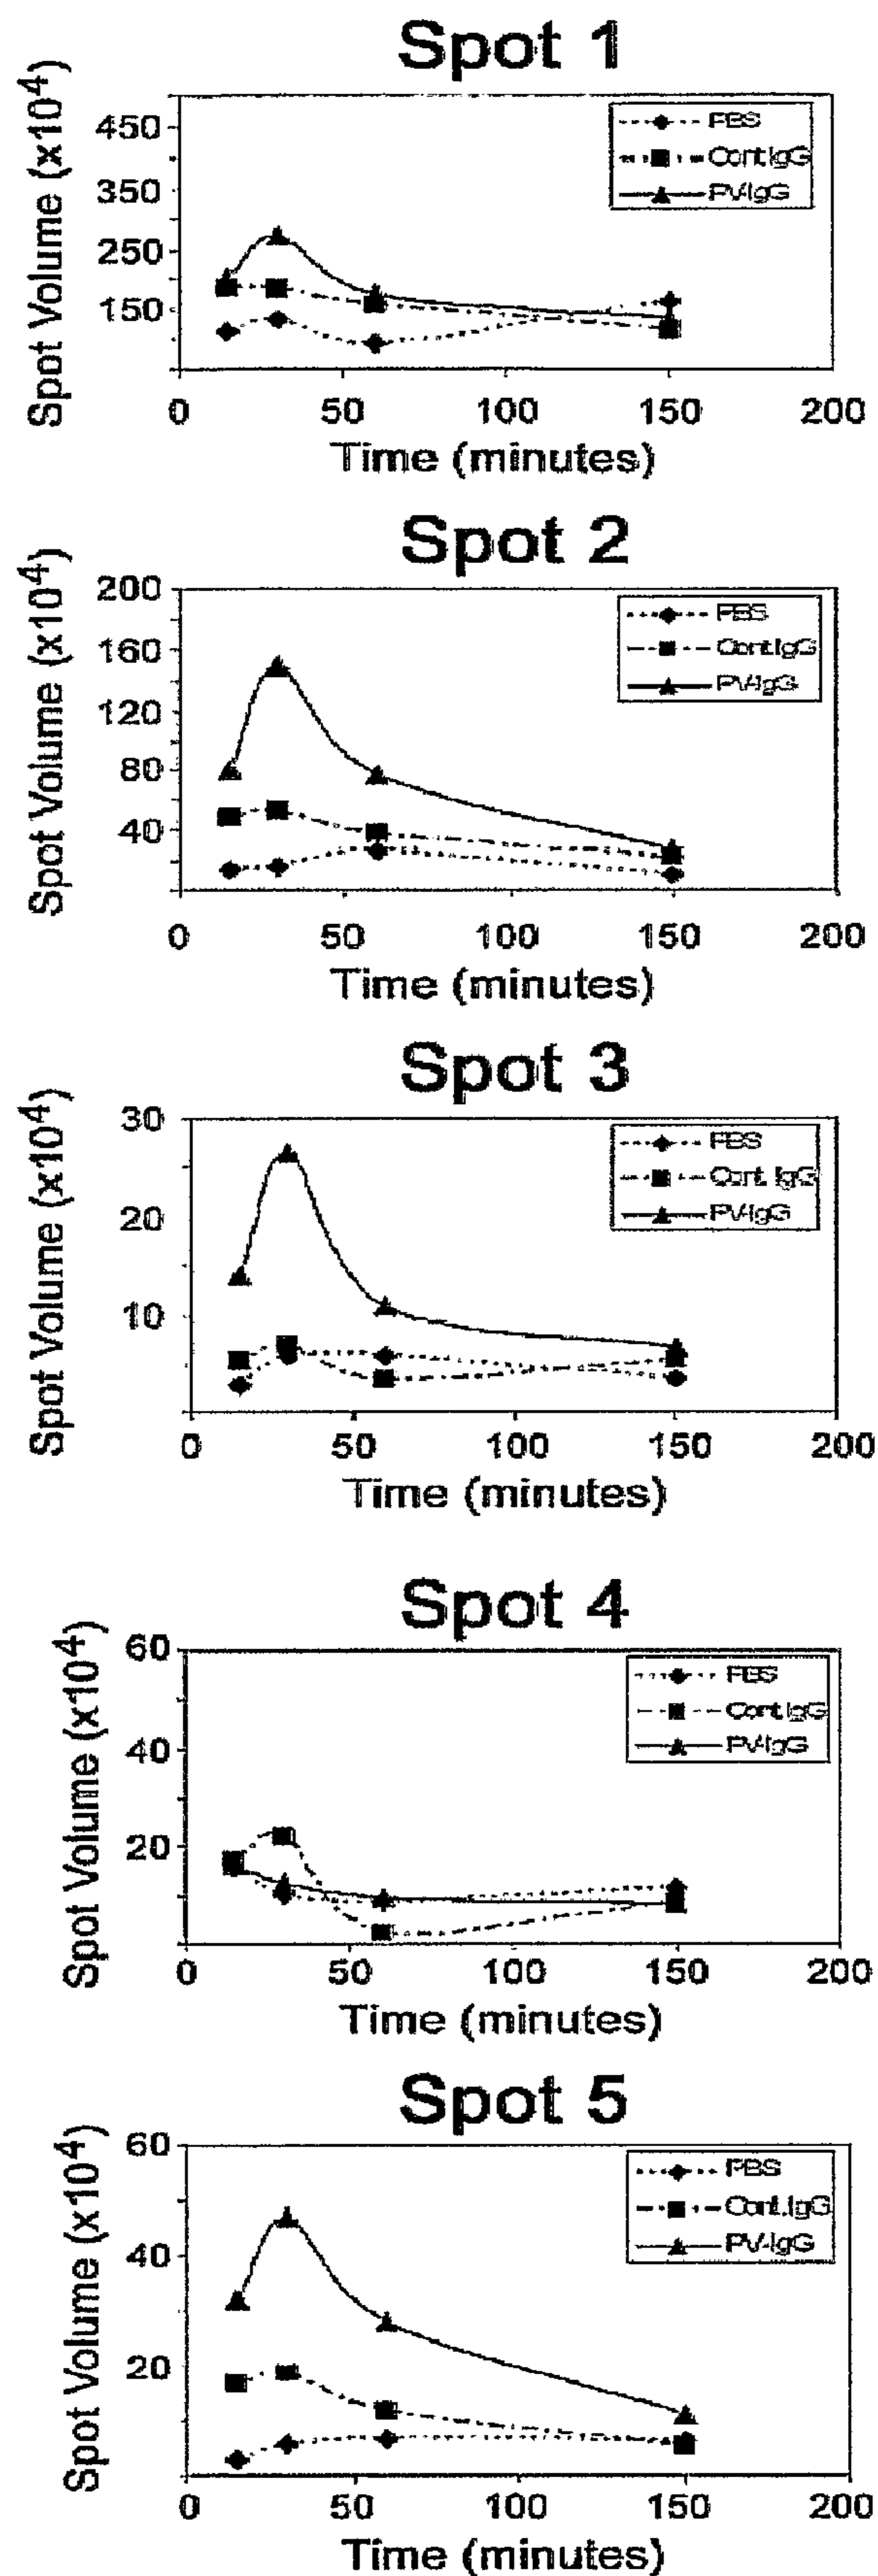 Spot 1
Spot Volume (x10⁴)
450
350
250
150
PBS
Cont.IgG
PV-IgG
0 50 100 150 200
Time (minutes)
Spot 2
Spot Volume (x10⁴)
200
160
120
80
40
PBS
Cont.IgG
PV-IgG
0 50 100 150 200
Time (minutes)
Spot 3
Spot Volume (x10⁴)
30
20
10
PBS
Cont. IgG
PV-IgG
0 50 100 150 200
Time (minutes)
Spot 4
Spot Volume (x10⁴)
60
40
20
PBS
Cont.IgG
PV-IgG
0 50 100 150 200
Time (minutes)
Spot 5
Spot Volume (x10⁴)
60
40
20
PBS
Cont.IgG
PV-IgG
0 50 100 150 200
Time (minutes)